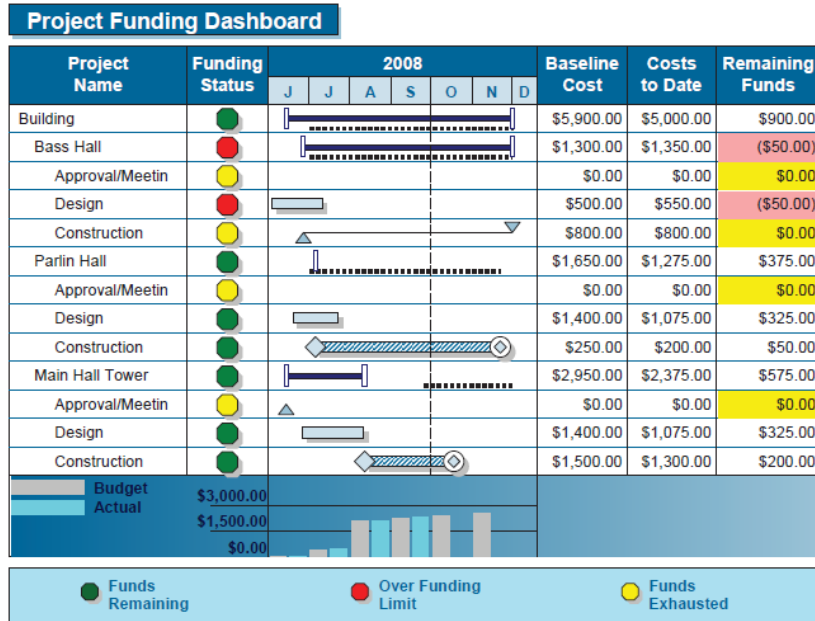 Project Funding Dashboard
Project Name Funding Status 2008 Baseline Cost Costs to Date Remaining Funds
J J A S O N D
Building $5,900.00 $5,000.00 $900.00
Bass Hall $1,300.00 $1,350.00 ($50.00)
Approval/Meetin $0.00 $0.00 $0.00
Design $500.00 $550.00 ($50.00)
Construction $800.00 $800.00 $0.00
Parlin Hall $1,650.00 $1,275.00 $375.00
Approval/Meetin $0.00 $0.00 $0.00
Design $1,400.00 $1,075.00 $325.00
Construction $250.00 $200.00 $50.00
Main Hall Tower $2,950.00 $2,375.00 $575.00
Approval/Meetin $0.00 $0.00 $0.00
Design $1,400.00 $1,075.00 $325.00
Construction $1,500.00 $1,300.00 $200.00
Budget $3,000.00
Actual $1,500.00
$0.00
Funds Remaining
Over Funding Limit
Funds Exhausted